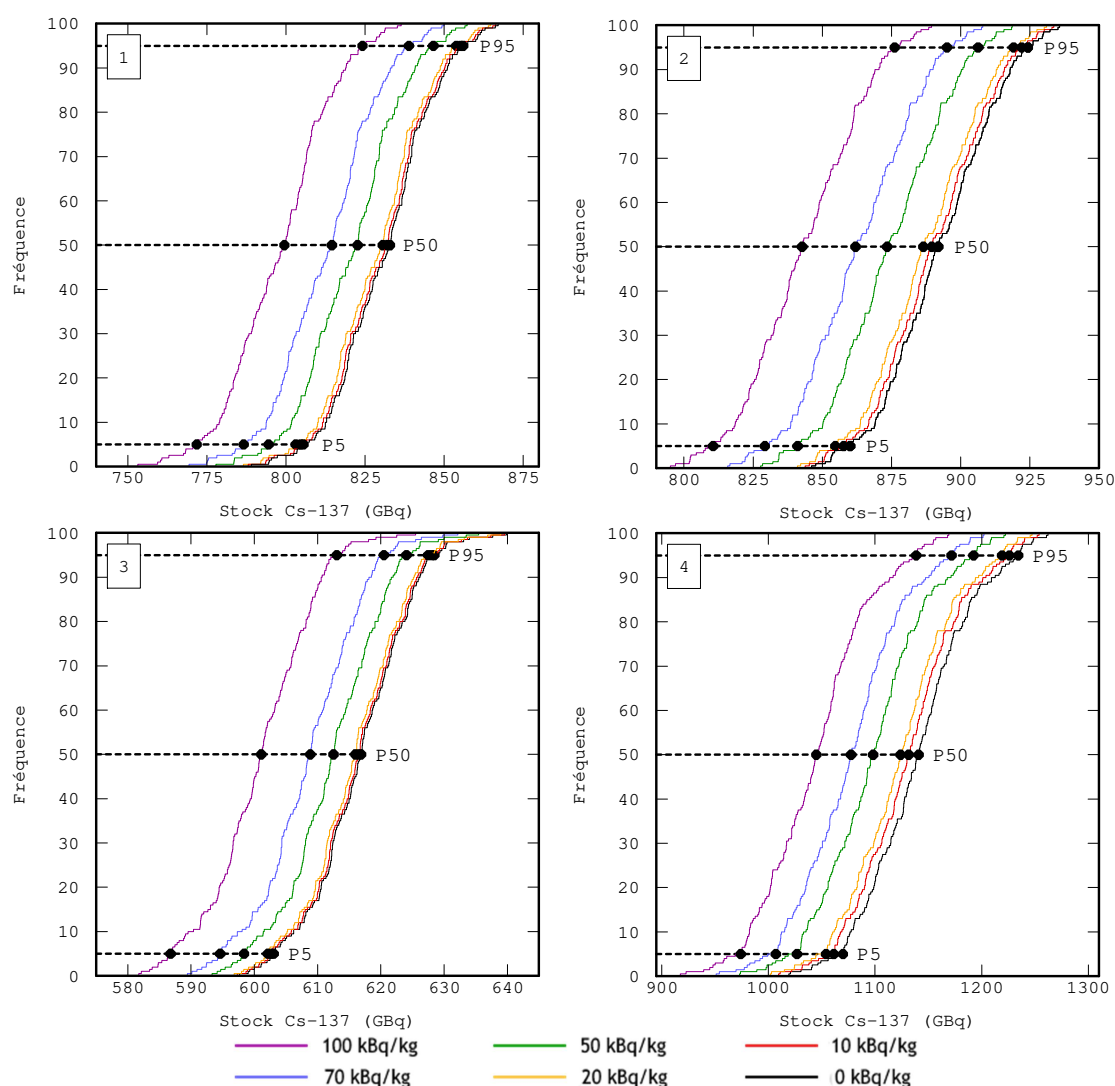 100
90
80
70
60
50
40
30
20
10
0
Fréquence
1
P95
P50
P5
750
775
800
825
850
875
Stock Cs-137 (GBq)
100
90
80
70
60
50
40
30
20
10
0
Fréquence
2
P95
P50
P5
800
825
850
875
900
925
950
Stock Cs-137 (GBq)
100
90
80
70
60
50
40
30
20
10
0
Fréquence
3
P95
P50
P5
580
590
600
610
620
630
640
Stock Cs-137 (GBq)
100
90
80
70
60
50
40
30
20
10
0
Fréquence
4
P95
P50
P5
900
1000
1100
1200
1300
Stock Cs-137 (GBq)
100 kBq/kg
50 kBq/kg
10 kBq/kg
70 kBq/kg
20 kBq/kg
0 kBq/kg